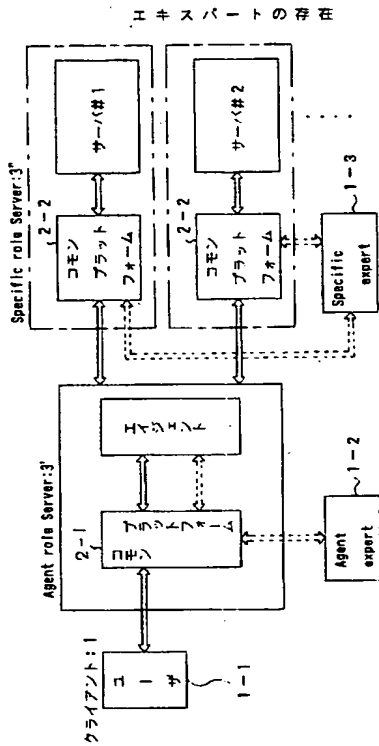 エキスパートの存在
Specific role Server:3"
サーバ#1
2-2
コモン
プラット
フォーム
サーバ#2
2-2
コモン
プラット
フォーム
1-3
Specific
expert
Agent role Server:3'
エイジェント
2-1
コモン
プラットフォーム
1-2
Agent
expert
クライアント:1
ユーザ
1-1